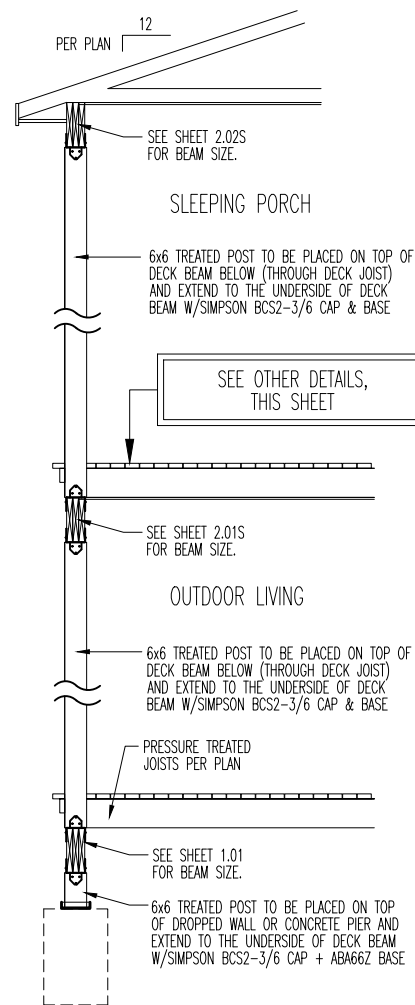 12
PER PLAN
SEE SHEET 2.02S
FOR BEAM SIZE.
SLEEPING PORCH
6x6 TREATED POST TO BE PLACED ON TOP OF
DECK BEAM BELOW (THROUGH DECK JOIST)
AND EXTEND TO THE UNDERSIDE OF DECK
BEAM W/SIMPSON BCS2-3/6 CAP & BASE
SEE OTHER DETAILS,
THIS SHEET
SEE SHEET 2.01S
FOR BEAM SIZE.
OUTDOOR LIVING
6x6 TREATED POST TO BE PLACED ON TOP OF
DECK BEAM BELOW (THROUGH DECK JOIST)
AND EXTEND TO THE UNDERSIDE OF DECK
BEAM W/SIMPSON BCS2-3/6 CAP & BASE
PRESSURE TREATED
JOISTS PER PLAN
SEE SHEET 1.01
FOR BEAM SIZE.
6x6 TREATED POST TO BE PLACED ON TOP
OF DROPPED WALL OR CONCRETE PIER AND
EXTEND TO THE UNDERSIDE OF DECK BEAM
W/SIMPSON BCS2-3/6 CAP + ABA66Z BASE